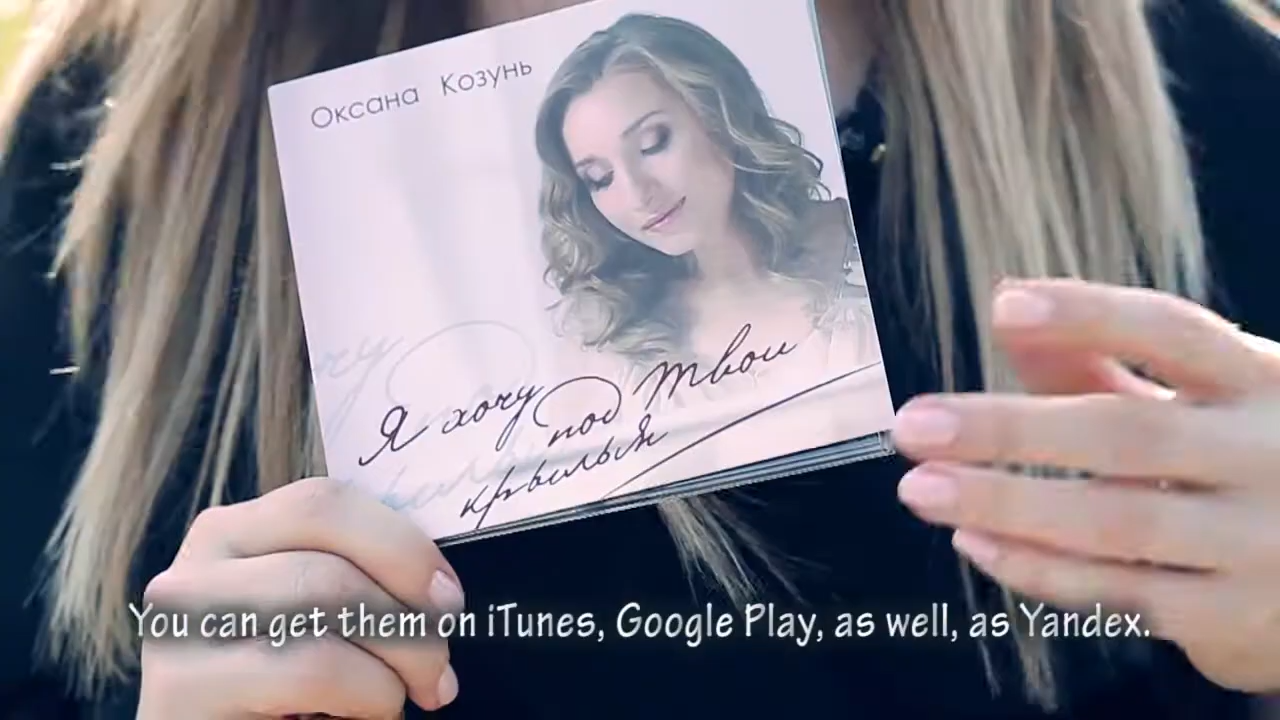 Оксана Козунь
Я хочу под твои
крылья
You can get them on iTunes, Google Play, as well, as Yandex.